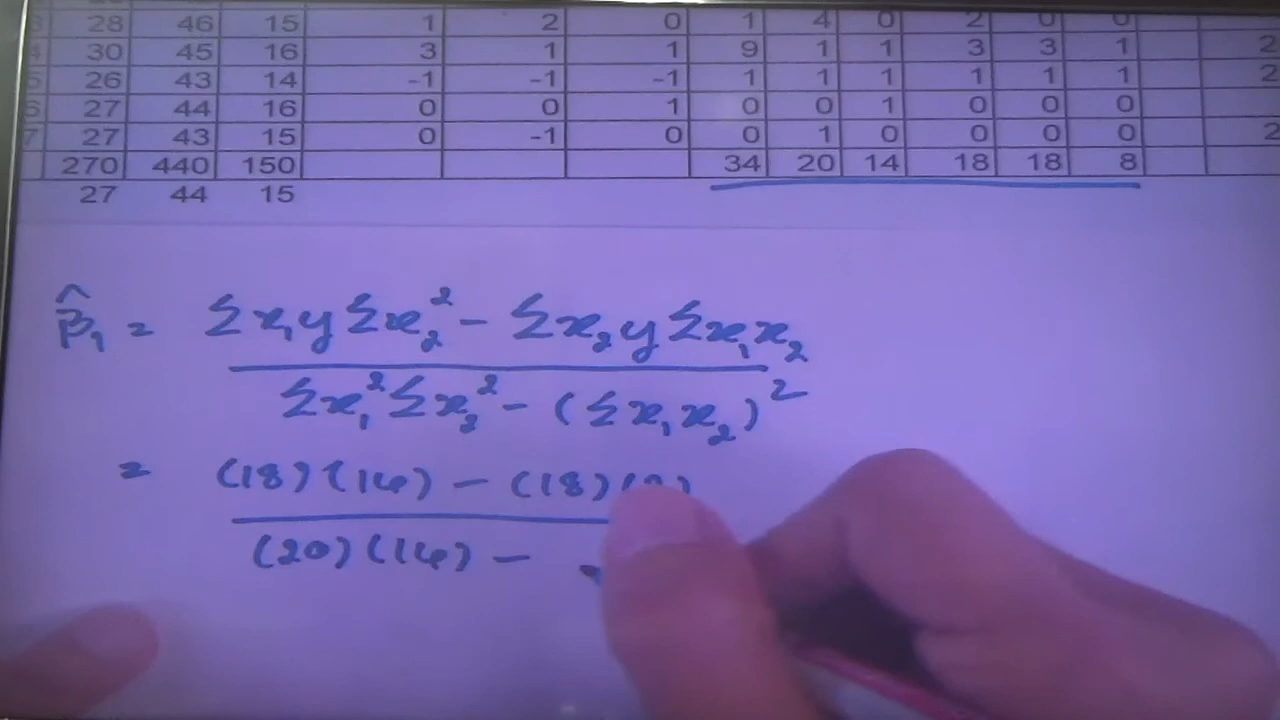 28 46 15 1 2 0 1 4 0 2 0 0
30 45 16 3 1 1 9 1 1 3 3 1 2
26 43 14 -1 -1 -1 1 1 1 1 1 1 2
27 44 16 0 0 1 0 0 1 0 0 0
27 43 15 0 -1 0 0 1 0 0 0 0 2
270 440 150 34 20 14 18 18 8
27 44 15
β̂₁ = Σx₁y Σx₂² - Σx₂y Σx₁x₂
Σx₁² Σx₂² - (Σx₁x₂)²
= (18)(14) - (18)
(20)(14) -